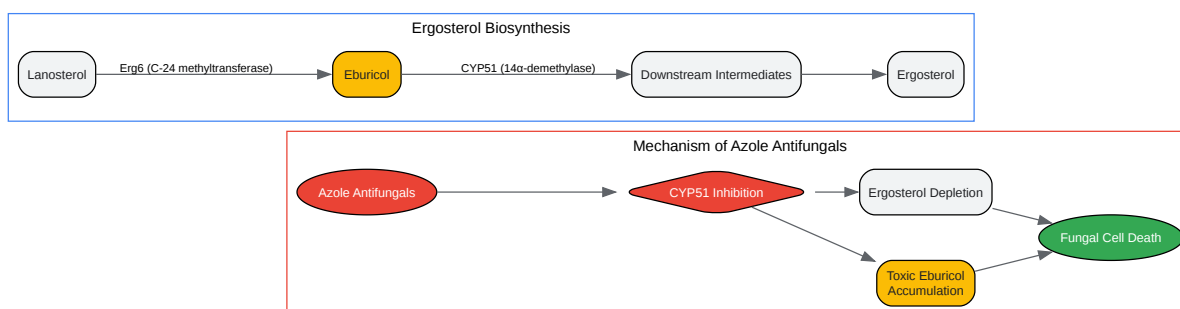 Ergosterol Biosynthesis
Lanosterol
Erg6 (C-24 methyltransferase)
Eburicol
CYP51 (14α-demethylase)
Downstream Intermediates
Ergosterol
Mechanism of Azole Antifungals
Azole Antifungals
CYP51 Inhibition
Ergosterol Depletion
Fungal Cell Death
Toxic Eburicol
Accumulation